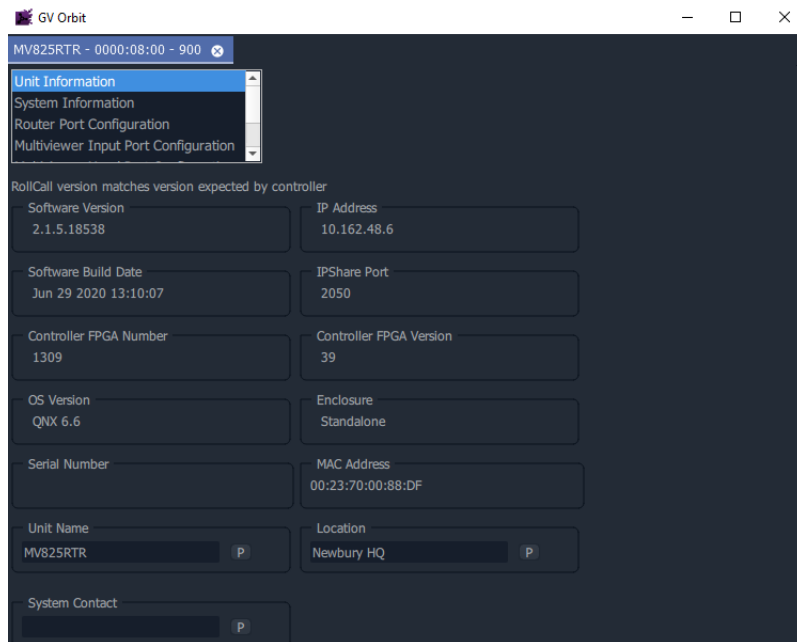 GV Orbit
MV825RTR - 0000:08:00 - 900
Unit Information
System Information
Router Port Configuration
Multiviewer Input Port Configuration
RollCall version matches version expected by controller
Software Version
2.1.5.18538
IP Address
10.162.48.6
Software Build Date
Jun 29 2020 13:10:07
IPShare Port
2050
Controller FPGA Number
1309
Controller FPGA Version
39
OS Version
QNX 6.6
Enclosure
Standalone
Serial Number
MAC Address
00:23:70:00:88:DF
Unit Name
MV825RTR P
Location
Newbury HQ P
System Contact
P